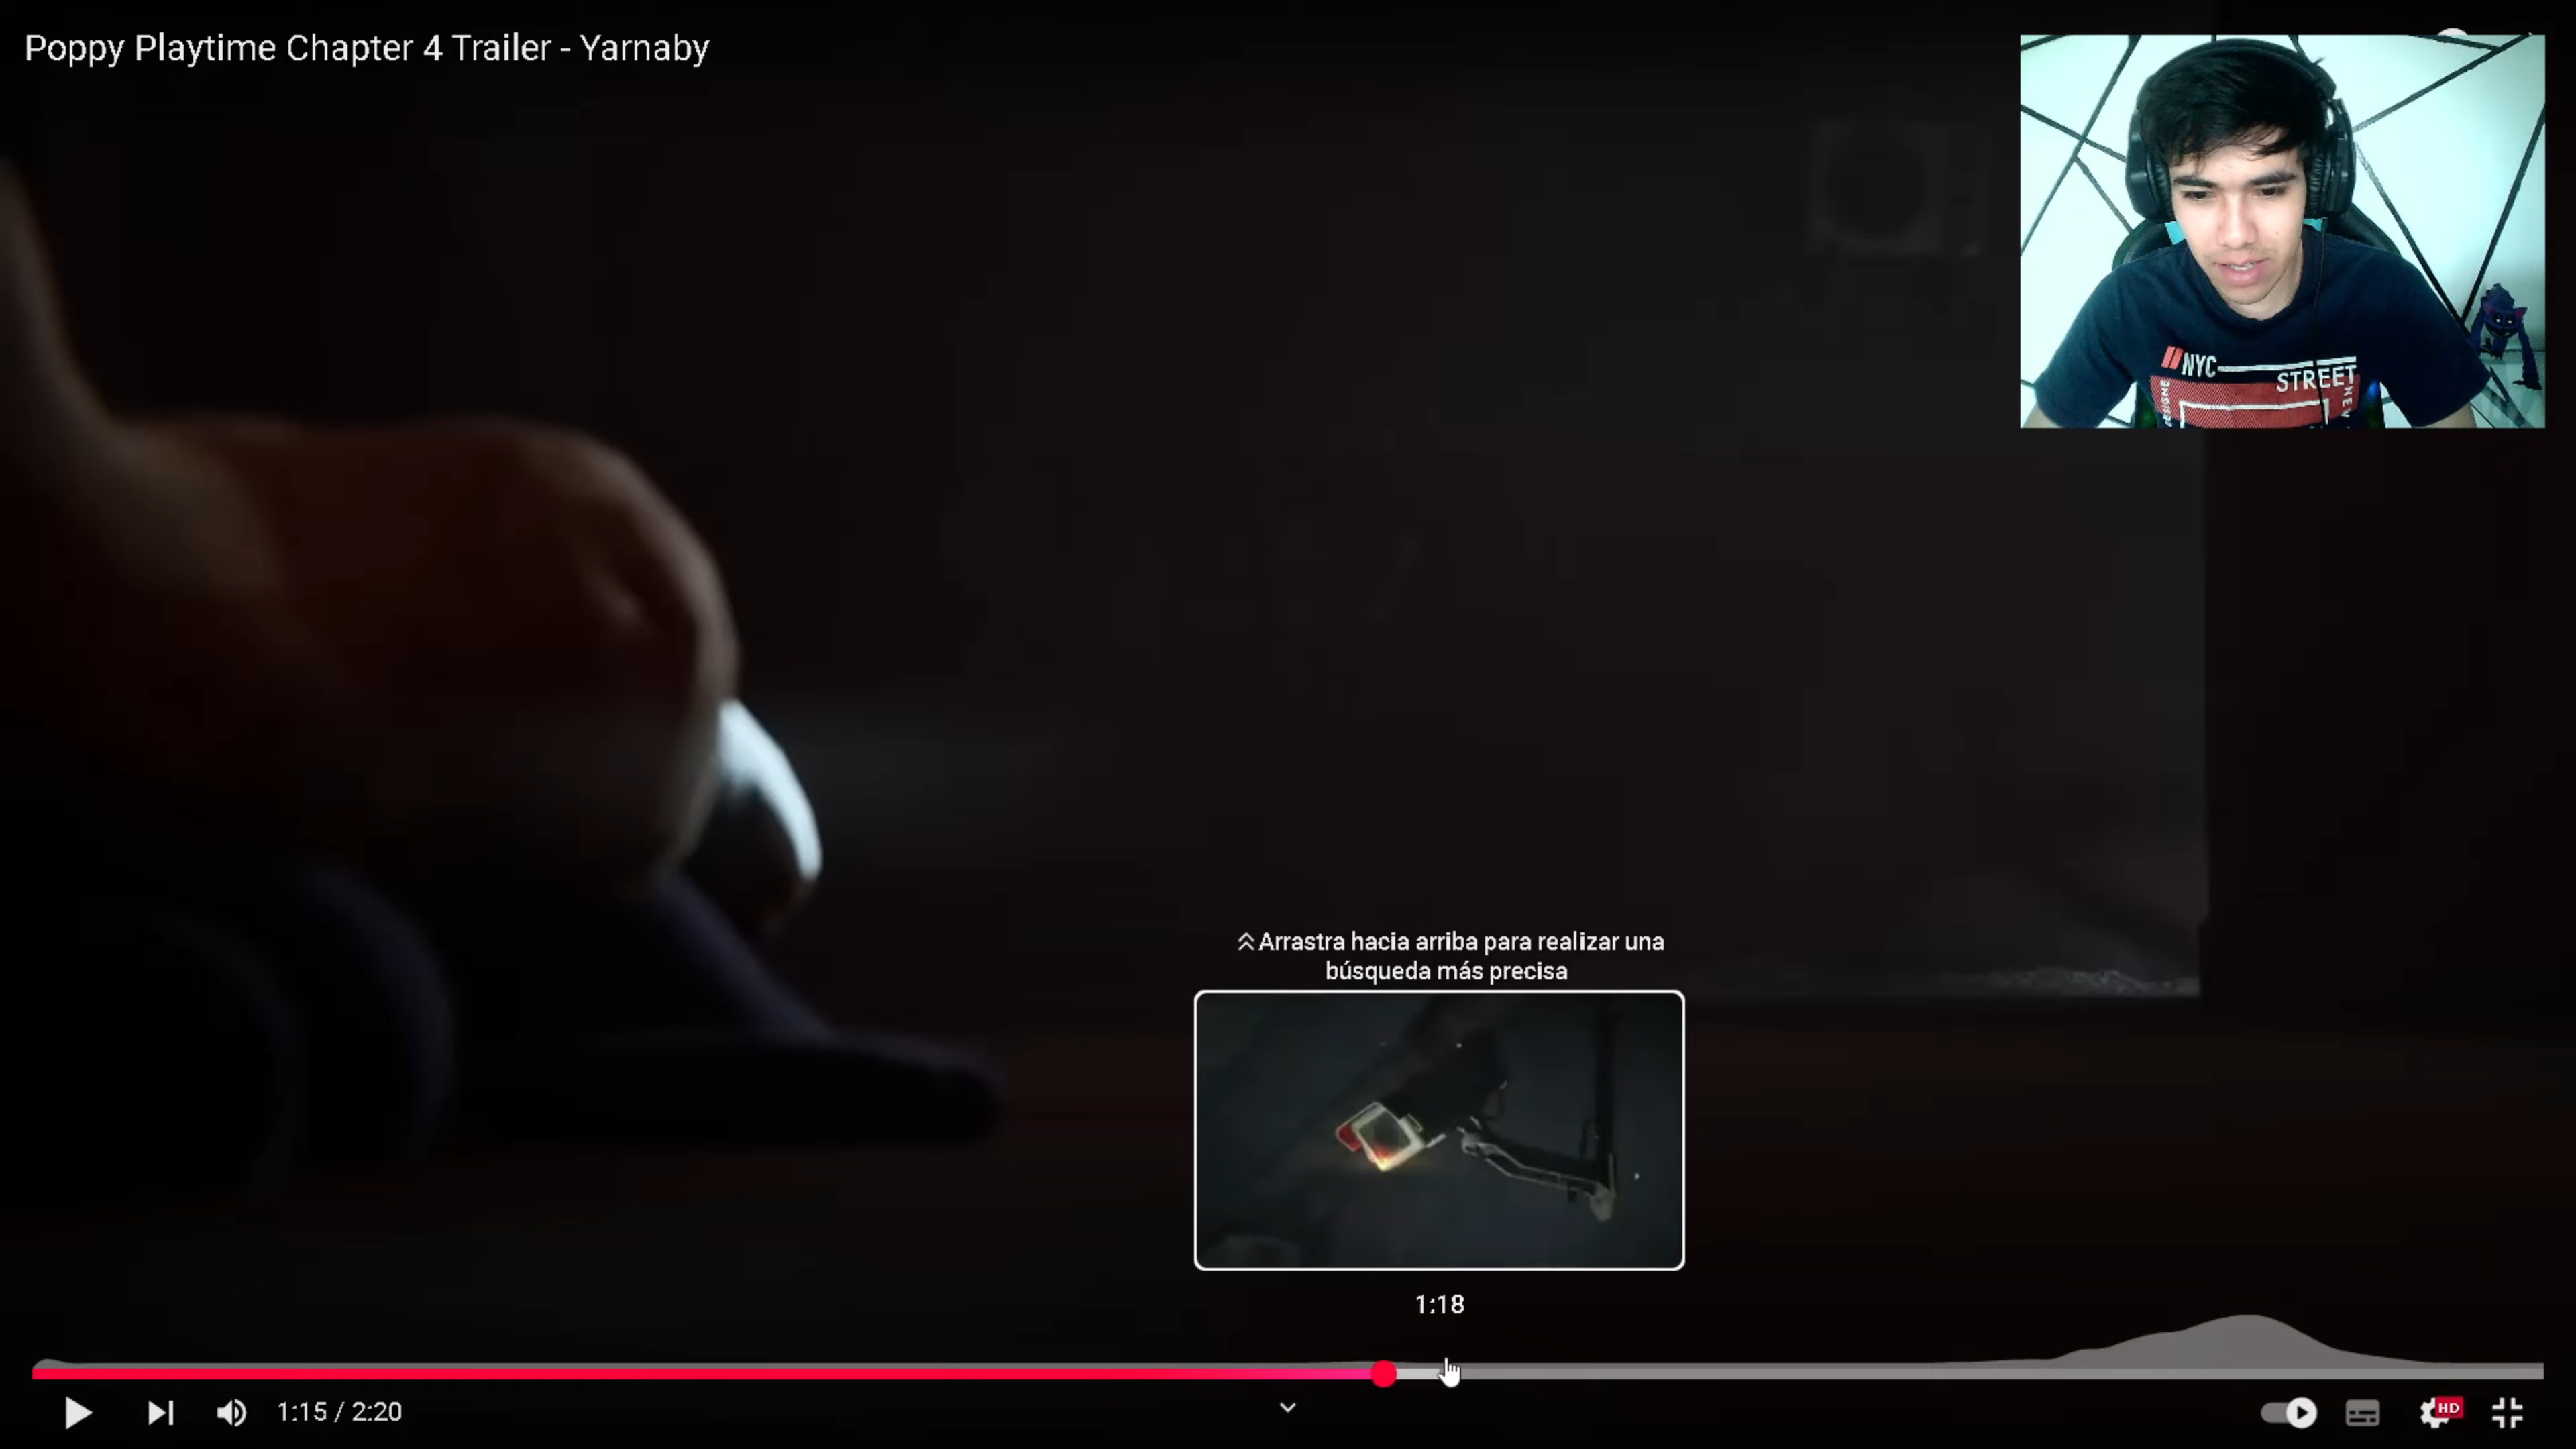 Poppy Playtime Chapter 4 Trailer - Yarnaby
//NYC
STREET
Arrastra hacia arriba para realizar una
búsqueda más precisa
1:18
1:15 / 2:20
HD